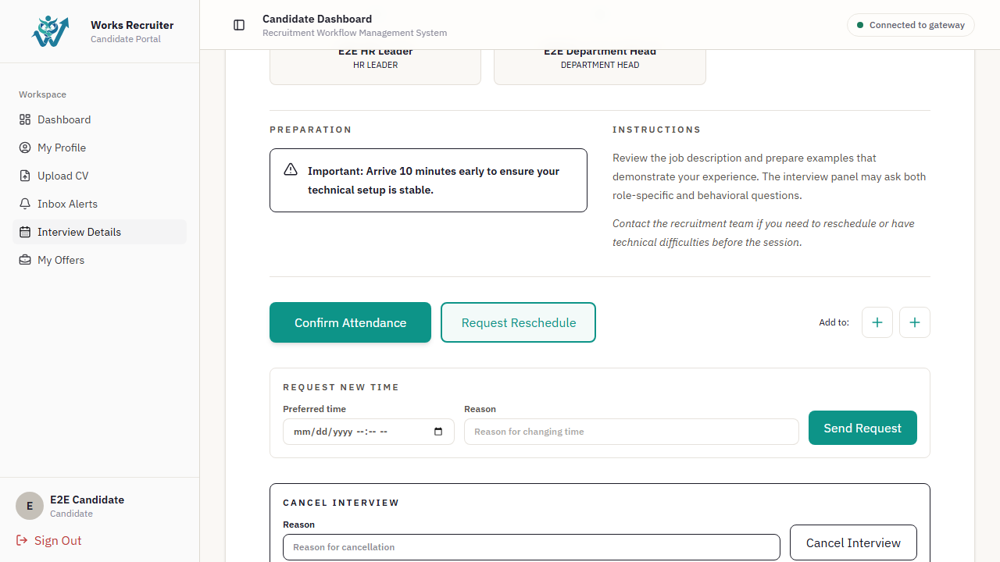 Works Recruiter
Candidate Portal
Workspace
Dashboard
My Profile
Upload CV
Inbox Alerts
Interview Details
My Offers
E
E2E Candidate
Candidate
Sign Out
Candidate Dashboard
Recruitment Workflow Management System
Connected to gateway
E2E HR Leader
HR LEADER
E2E Department Head
DEPARTMENT HEAD
PREPARATION
Important: Arrive 10 minutes early to ensure your
technical setup is stable.
INSTRUCTIONS
Review the job description and prepare examples that
demonstrate your experience. The interview panel may ask both
role-specific and behavioral questions.
Contact the recruitment team if you need to reschedule or have
technical difficulties before the session.
Confirm Attendance
Request Reschedule
Add to:
REQUEST NEW TIME
Preferred time
mm/dd/yyyy --:-- --
Reason
Reason for changing time
Send Request
CANCEL INTERVIEW
Reason
Reason for cancellation
Cancel Interview